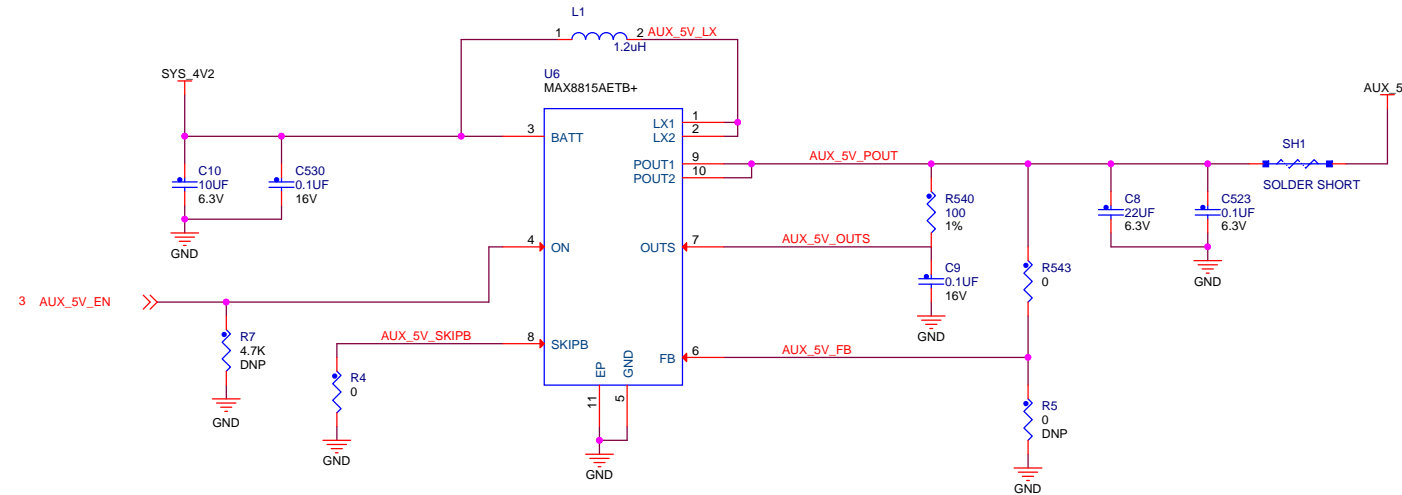 L1
1
2
AUX_5V_LX
1.2uH
SYS_4V2
U6
MAX8815AETB+
AUX_5
3
BATT
LX1
1
LX2
2
POUT1
9
POUT2
10
AUX_5V_POUT
SH1
SOLDER SHORT
C10
10UF
6.3V
C530
0.1UF
16V
GND
R540
100
1%
C8
22UF
6.3V
C523
0.1UF
6.3V
GND
4
ON
OUTS
7
AUX_5V_OUTS
C9
0.1UF
16V
GND
R543
0
3 AUX_5V_EN
R7
4.7K
DNP
GND
AUX_5V_SKIPB
8
SKIPB
R4
0
GND
FB
6
AUX_5V_FB
EP
GND
11
5
GND
R5
0
DNP
GND